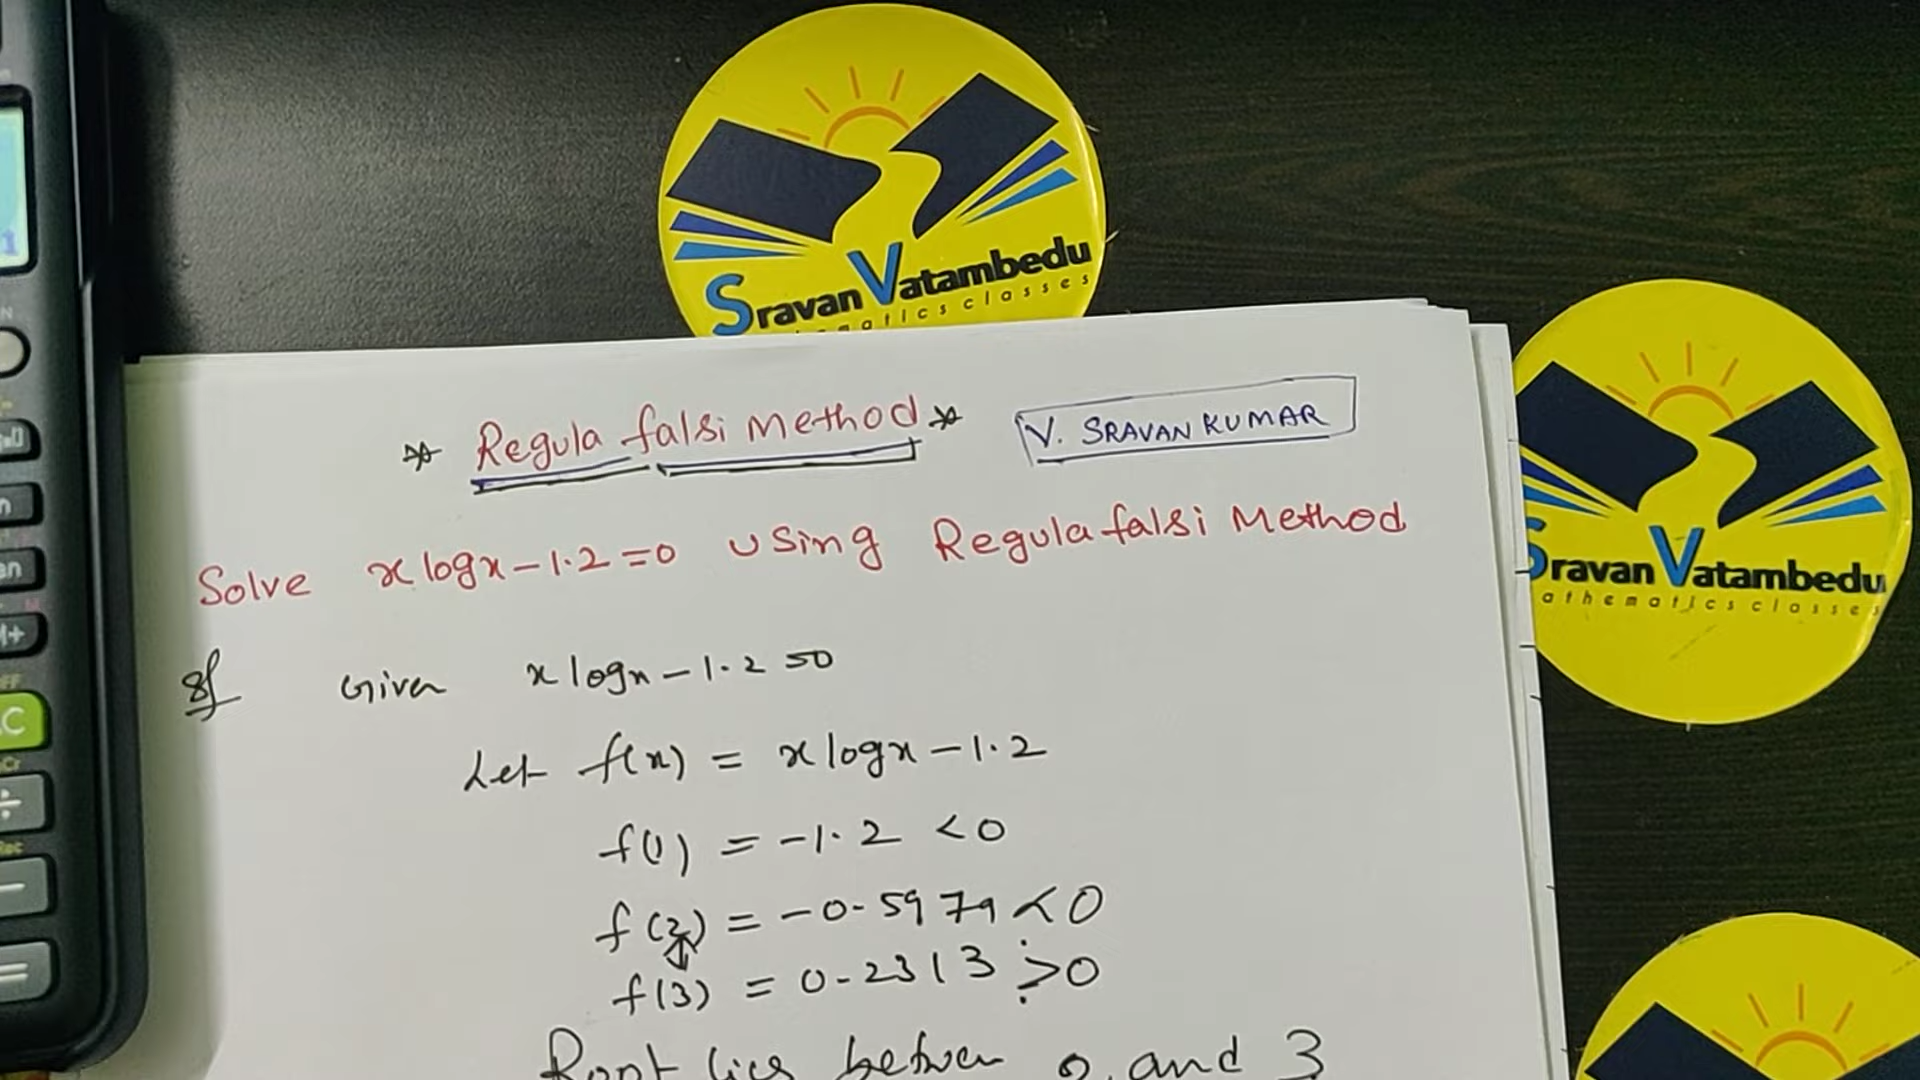 Sravan Vatambedu
matics classes
* Regula falsi Method *
V. SRAVAN KUMAR
Solve x log x - 1.2 = 0 using Regula falsi Method
Given x log x - 1.2 = 0
Let f(x) = x log x - 1.2
f(1) = -1.2 < 0
f(2) = -0.5979 < 0
f(3) = 0.2313 > 0
Root lies between 2 and 3
Sravan Vatambedu
athematics classes